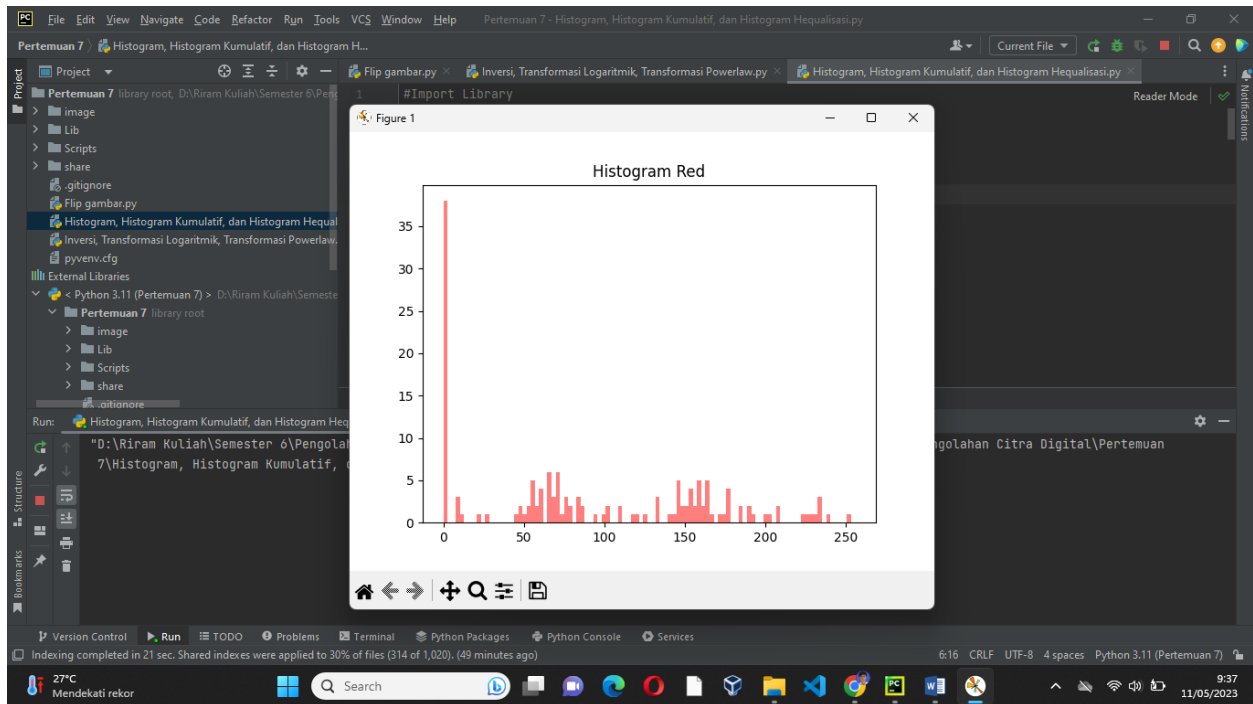 PC File Edit View Navigate Code Refactor Run Tools VCS Window Help Pertemuan 7 - Histogram, Histogram Kumulatif, dan Histogram Hequalisasi.py
Pertemuan 7 Histogram, Histogram Kumulatif, dan Histogram H... Current File
Project Flip gambar.py Inversi, Transformasi Logaritmik, Transformasi Powerlaw.py Histogram, Histogram Kumulatif, dan Histogram Hequalisasi.py
Project
Notifications
Pertemuan 7 library root, D:\Riram Kuliah\Semester 6\Peng
1 #Import Library
Reader Mode
image
Lib
Scripts
share
.gitignore
Flip gambar.py
Histogram, Histogram Kumulatif, dan Histogram Hequal
Inversi, Transformasi Logaritmik, Transformasi Powerlaw.
pyvenv.cfg
External Libraries
< Python 3.11 (Pertemuan 7) > D:\Riram Kuliah\Semeste
Pertemuan 7 library root
image
Lib
Scripts
share
.gitignore
Figure 1
Histogram Red
35
30
25
20
15
10
5
0
0 50 100 150 200 250
Run: Histogram, Histogram Kumulatif, dan Histogram Heq
"D:\Riram Kuliah\Semester 6\Pengolah
ngolahan Citra Digital\Pertemuan
7\Histogram, Histogram Kumulatif,
Structure
Bookmarks
Version Control Run TODO Problems Terminal Python Packages Python Console Services
Indexing completed in 21 sec. Shared indexes were applied to 30% of files (314 of 1,020). (49 minutes ago) 6:16 CRLF UTF-8 4 spaces Python 3.11 (Pertemuan 7)
27°C
Mendekati rekor
Search
PC
9:37
11/05/2023